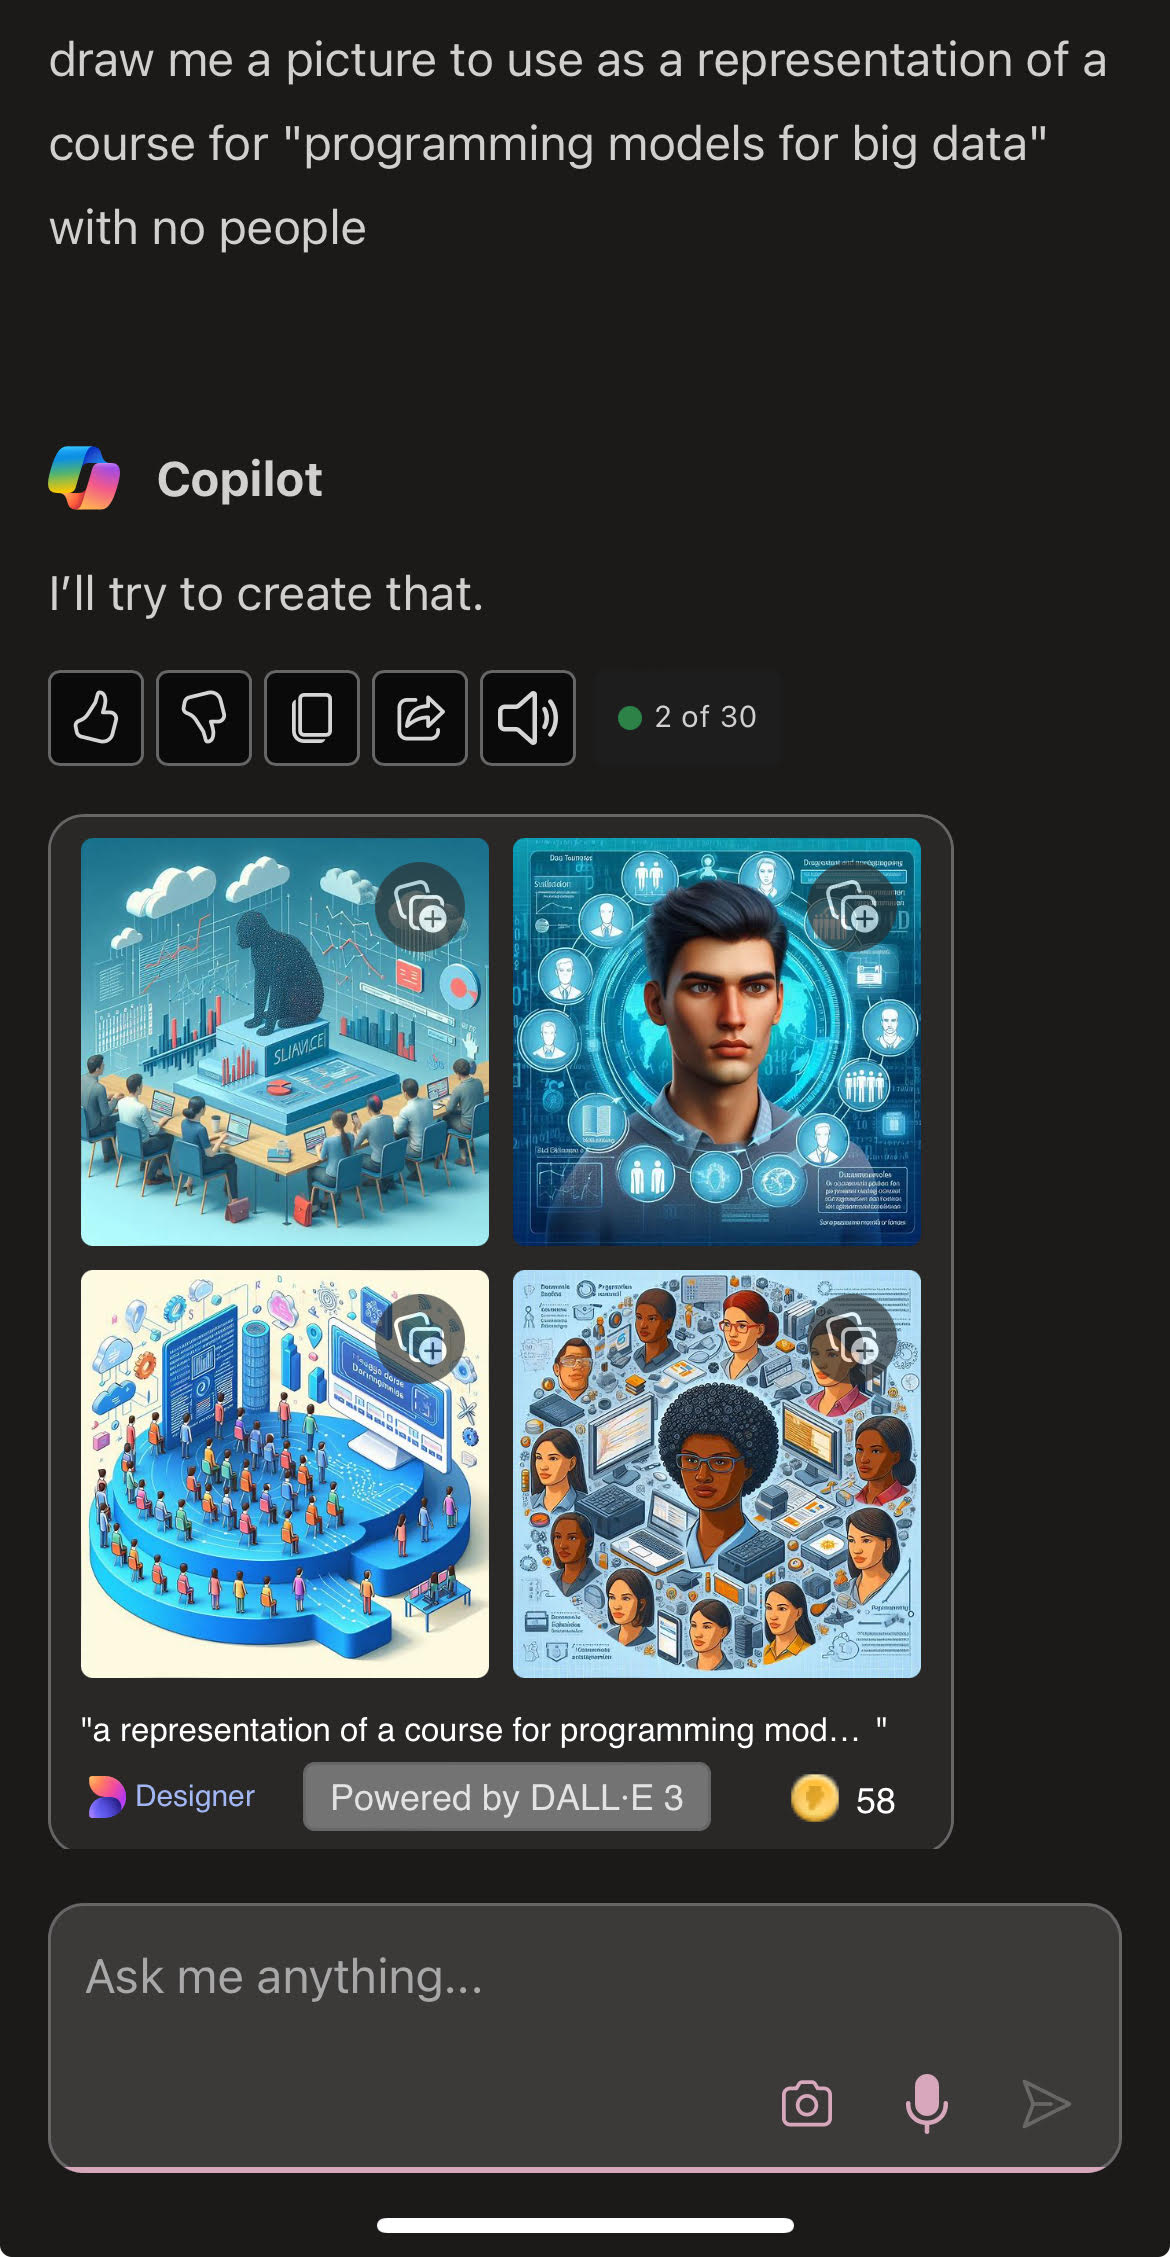 draw me a picture to use as a representation of a
course for "programming models for big data"
with no people
Copilot
I'll try to create that.
2 of 30
SLIAVCEI
"a representation of a course for programming mod... "
Designer
Powered by DALL·E 3
58
Ask me anything...